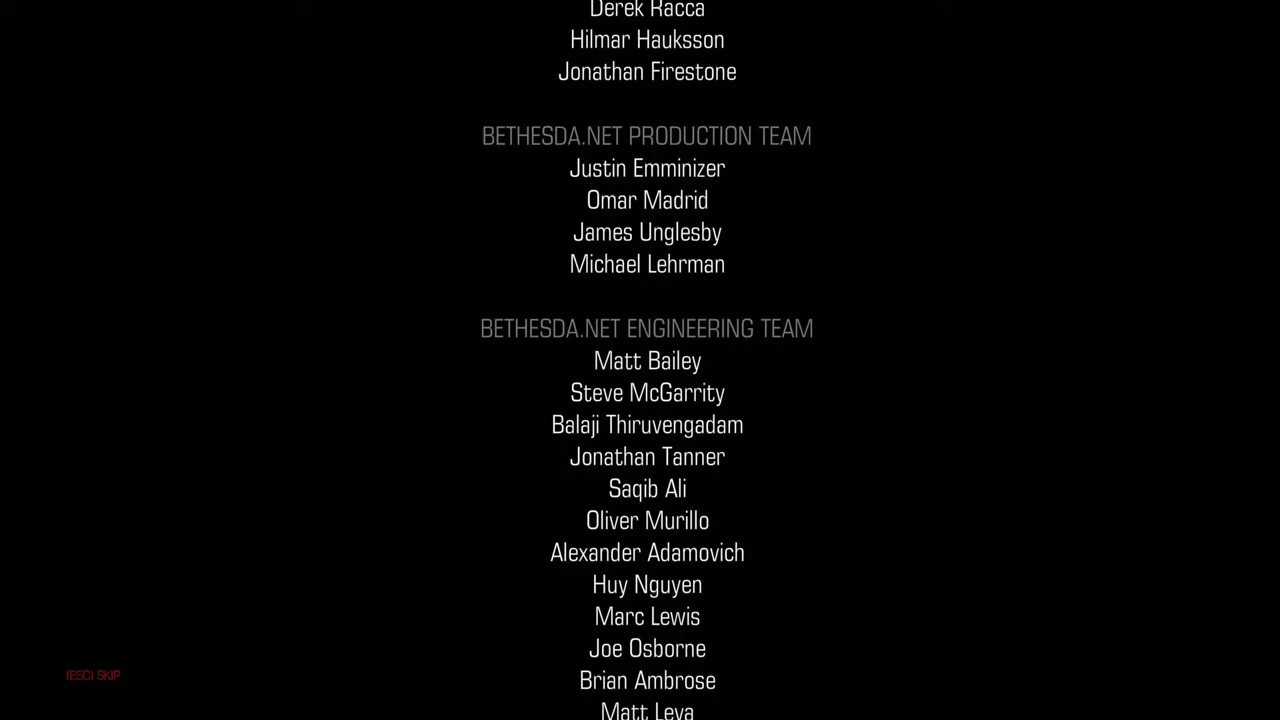 Derek Racca
Hilmar Hauksson
Jonathan Firestone
BETHESDA.NET PRODUCTION TEAM
Justin Emminizer
Omar Madrid
James Unglesby
Michael Lehrman
BETHESDA.NET ENGINEERING TEAM
Matt Bailey
Steve McGarrity
Balaji Thiruvengadam
Jonathan Tanner
Saqib Ali
Oliver Murillo
Alexander Adamovich
Huy Nguyen
Marc Lewis
Joe Osborne
Brian Ambrose
Matt Leva
[ESC] SKIP